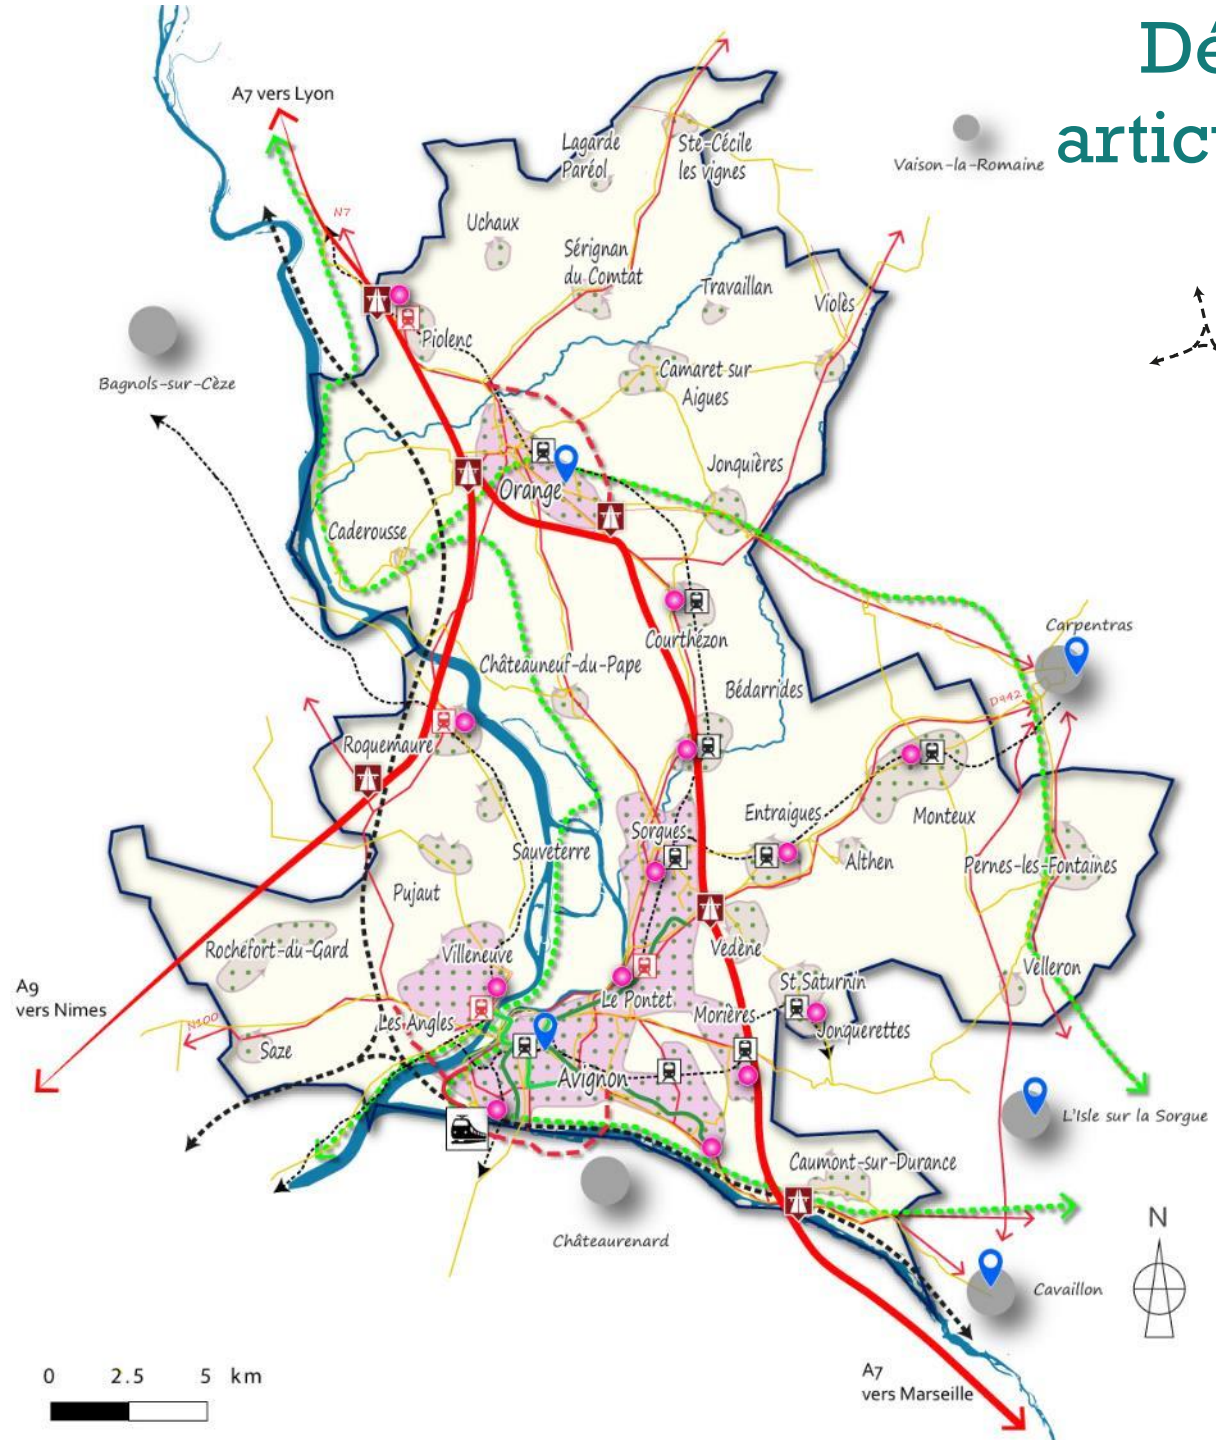 Dé
artic
A7 vers Lyon
Lagarde
Paréol
Ste-Cécile
les vignes
Vaison-la-Romaine
N7
Uchaux
Sérignan
du Comtat
Travaillan
Violès
Piolenc
Bagnols-sur-Cèze
Camaret sur
Aigues
Jonquières
Orange
Caderousse
Courthézon
Carpentras
Châteauneuf-du-Pape
Bédarrides
D942
Roquemaure
Entraigues
Monteux
Sorgues
Sauveterre
Althen
Pernes-les-Fontaines
Pujaut
Rochefort-du-Gard
Villeneuve
Vedène
Velleron
St Saturnin
A9
vers Nimes
Le Pontet
Morières
N100
Les Angles
Jonquerettes
Saze
Avignon
L'Isle sur la Sorgue
Caumont-sur-Durance
Châteaurenard
N
Cavaillon
A7
vers Marseille
0 2.5 5 km